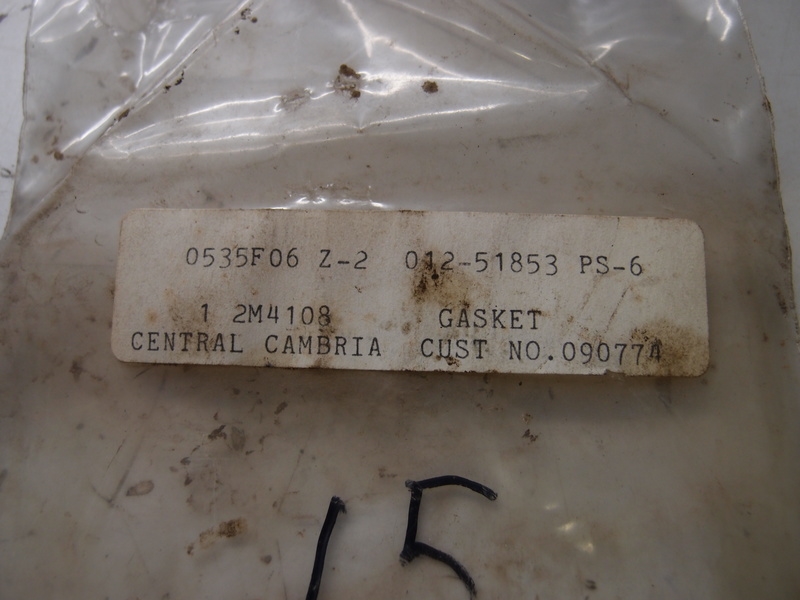 0535F06 Z-2 012-51853 PS-6
1 2M4108 GASKET
CENTRAL CAMBRIA CUST NO.090774
15